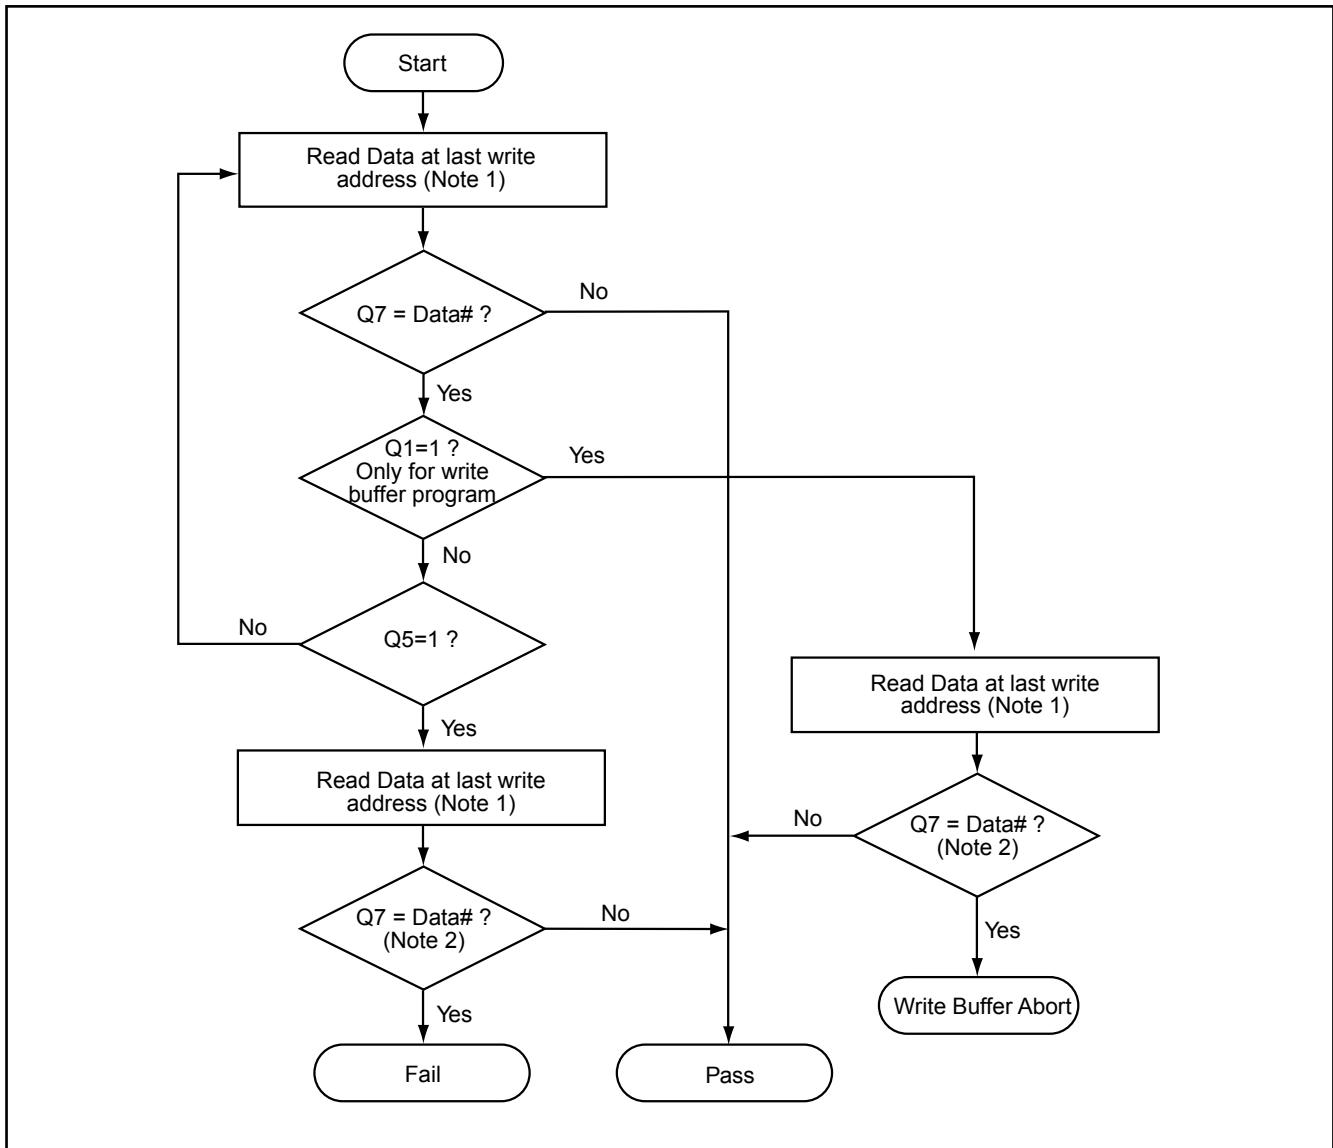 Start
Read Data at last write
address (Note 1)
Q7 = Data# ?
No
Yes
Q1=1 ?
Only for write
buffer program
Yes
No
Q5=1 ?
No
Yes
Read Data at last write
address (Note 1)
Read Data at last write
address (Note 1)
Q7 = Data# ?
(Note 2)
No
Yes
Q7 = Data# ?
(Note 2)
No
Yes
Write Buffer Abort
Fail
Pass